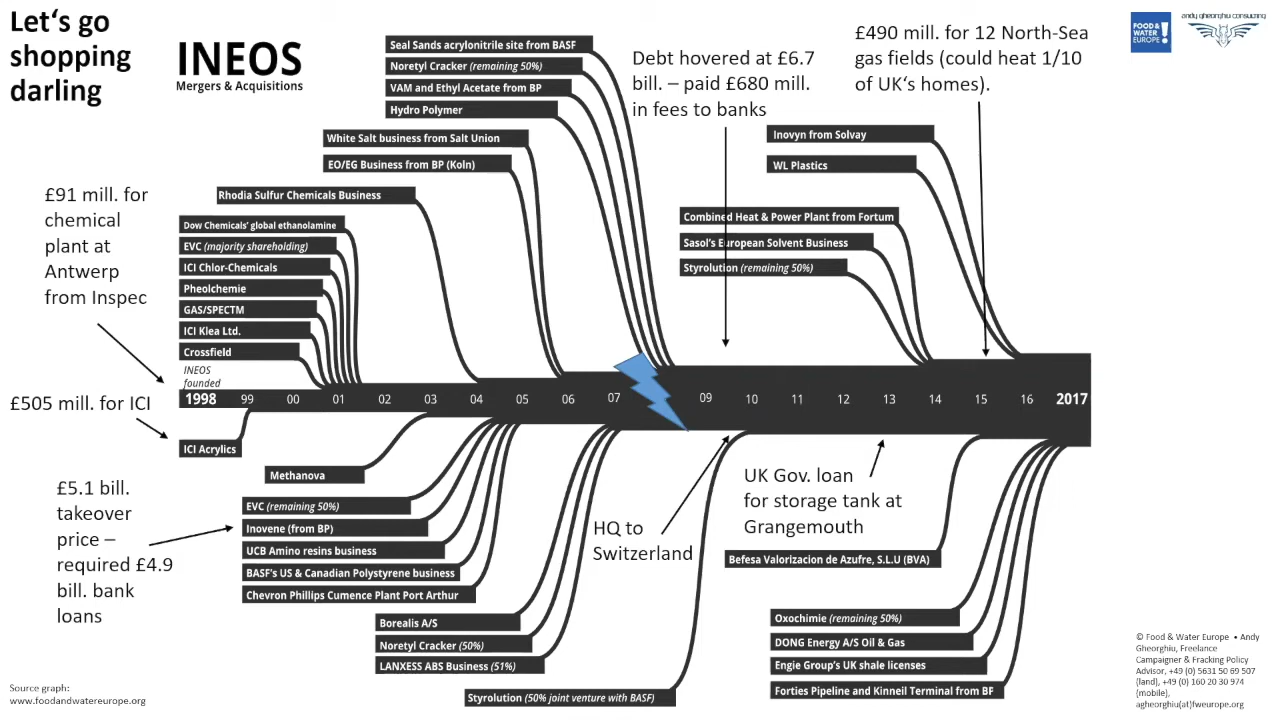 Let‘s go
shopping
darling
INEOS
Mergers & Acquisitions
FOOD &
WATER
EUROPE
andy gheorghiu consulting
Seal Sands acrylonitrile site from BASF
Noretyl Cracker (remaining 50%)
VAM and Ethyl Acetate from BP
Hydro Polymer
White Salt business from Salt Union
EO/EG Business from BP (Koln)
Rhodia Sulfur Chemicals Business
Dow Chemicals' global ethanolamine
EVC (majority shareholding)
ICI Chlor-Chemicals
Pheolchemie
GAS/SPECTM
ICI Klea Ltd.
Crossfield
INEOS
founded
Debt hovered at £6.7
bill. – paid £680 mill.
in fees to banks
£490 mill. for 12 North-Sea
gas fields (could heat 1/10
of UK‘s homes).
Inovyn from Solvay
WL Plastics
Combined Heat & Power Plant from Fortum
Sasol's European Solvent Business
Styrolution (remaining 50%)
£91 mill. for
chemical
plant at
Antwerp
from Inspec
£505 mill. for ICI
1998 99 00 01 02 03 04 05 06 07 09 10 11 12 13 14 15 16 2017
ICI Acrylics
Methanova
EVC (remaining 50%)
Inovene (from BP)
UCB Amino resins business
BASF's US & Canadian Polystyrene business
Chevron Phillips Cumence Plant Port Arthur
Borealis A/S
Noretyl Cracker (50%)
LANXESS ABS Business (51%)
Styrolution (50% joint venture with BASF)
£5.1 bill.
takeover
price –
required £4.9
bill. bank
loans
HQ to
Switzerland
UK Gov. loan
for storage tank at
Grangemouth
Befesa Valorizacion de Azufre, S.L.U (BVA)
Oxochimie (remaining 50%)
DONG Energy A/S Oil & Gas
Engie Group's UK shale licenses
Forties Pipeline and Kinneil Terminal from BF
Source graph:
www.foodandwatereurope.org
© Food & Water Europe • Andy
Gheorghiu, Freelance
Campaigner & Fracking Policy
Advisor, +49 (0) 5631 50 69 507
(land), +49 (0) 160 20 30 974
(mobile),
agheorghiu(at)fweurope.org